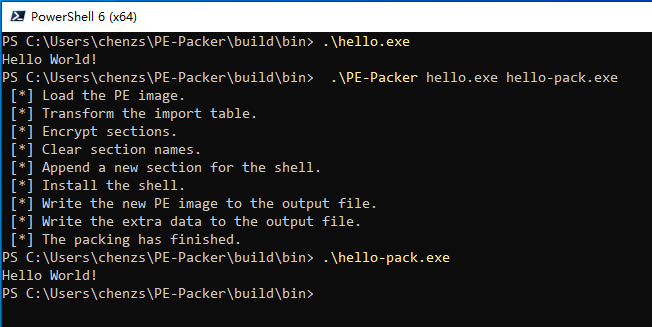 PowerShell 6 (x64)
PS C:\Users\chenzs\PE-Packer\build\bin> .\hello.exe
Hello World!
PS C:\Users\chenzs\PE-Packer\build\bin>  .\PE-Packer hello.exe hello-pack.exe
 [*] Load the PE image.
 [*] Transform the import table.
 [*] Encrypt sections.
 [*] Clear section names.
 [*] Append a new section for the shell.
 [*] Install the shell.
 [*] Write the new PE image to the output file.
 [*] Write the extra data to the output file.
 [*] The packing has finished.
PS C:\Users\chenzs\PE-Packer\build\bin> .\hello-pack.exe
Hello World!
PS C:\Users\chenzs\PE-Packer\build\bin>